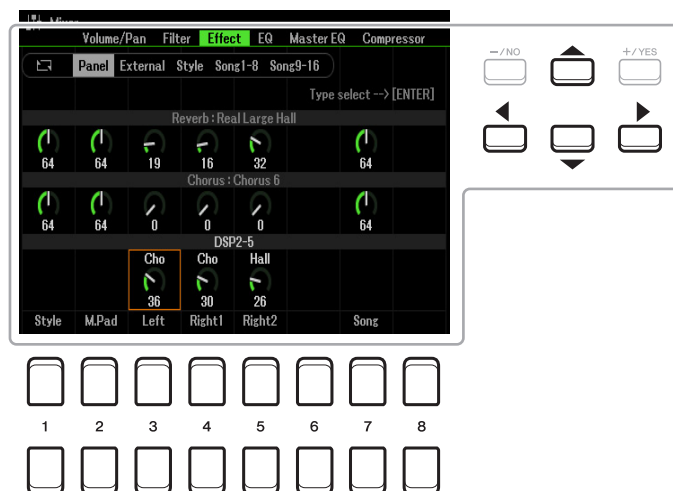 Mixer
Volume/Pan Filter Effect EQ Master EQ Compressor
Panel External Style Song1-8 Song9-16
Type select --> [ENTER]
Reverb : Real Large Hall
64 64 19 16 32 64
Chorus : Chorus 6
64 64 0 0 0 64
DSP2-5
Cho Cho Hall
36 30 26
Style M.Pad Left Right1 Right2 Song
−/NO +/YES
1 2 3 4 5 6 7 8